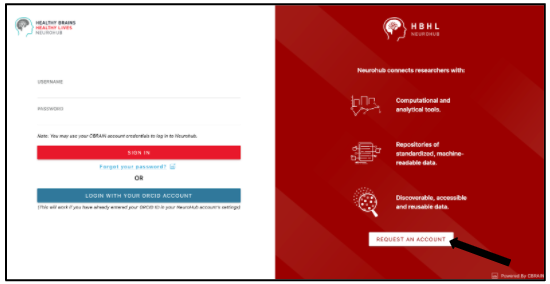 HEALTHY BRAINS
HEALTHY LIVES
NEUROHUB
USERNAME
PASSWORD
Note: You may use your CBRAIN account credentials to log in to Neurohub.
SIGN IN
Forgot your password?
OR
LOGIN WITH YOUR ORCID ACCOUNT
(This will work if you have already entered your ORCID iD in your NeuroHub account's settings)
HBHL
NEUROHUB
Neurohub connects researchers with:
Computational and
analytical tools.
Repositories of
standardized, machine-
readable data.
Discoverable, accessible
and reusable data.
REQUEST AN ACCOUNT
Powered By CBRAIN